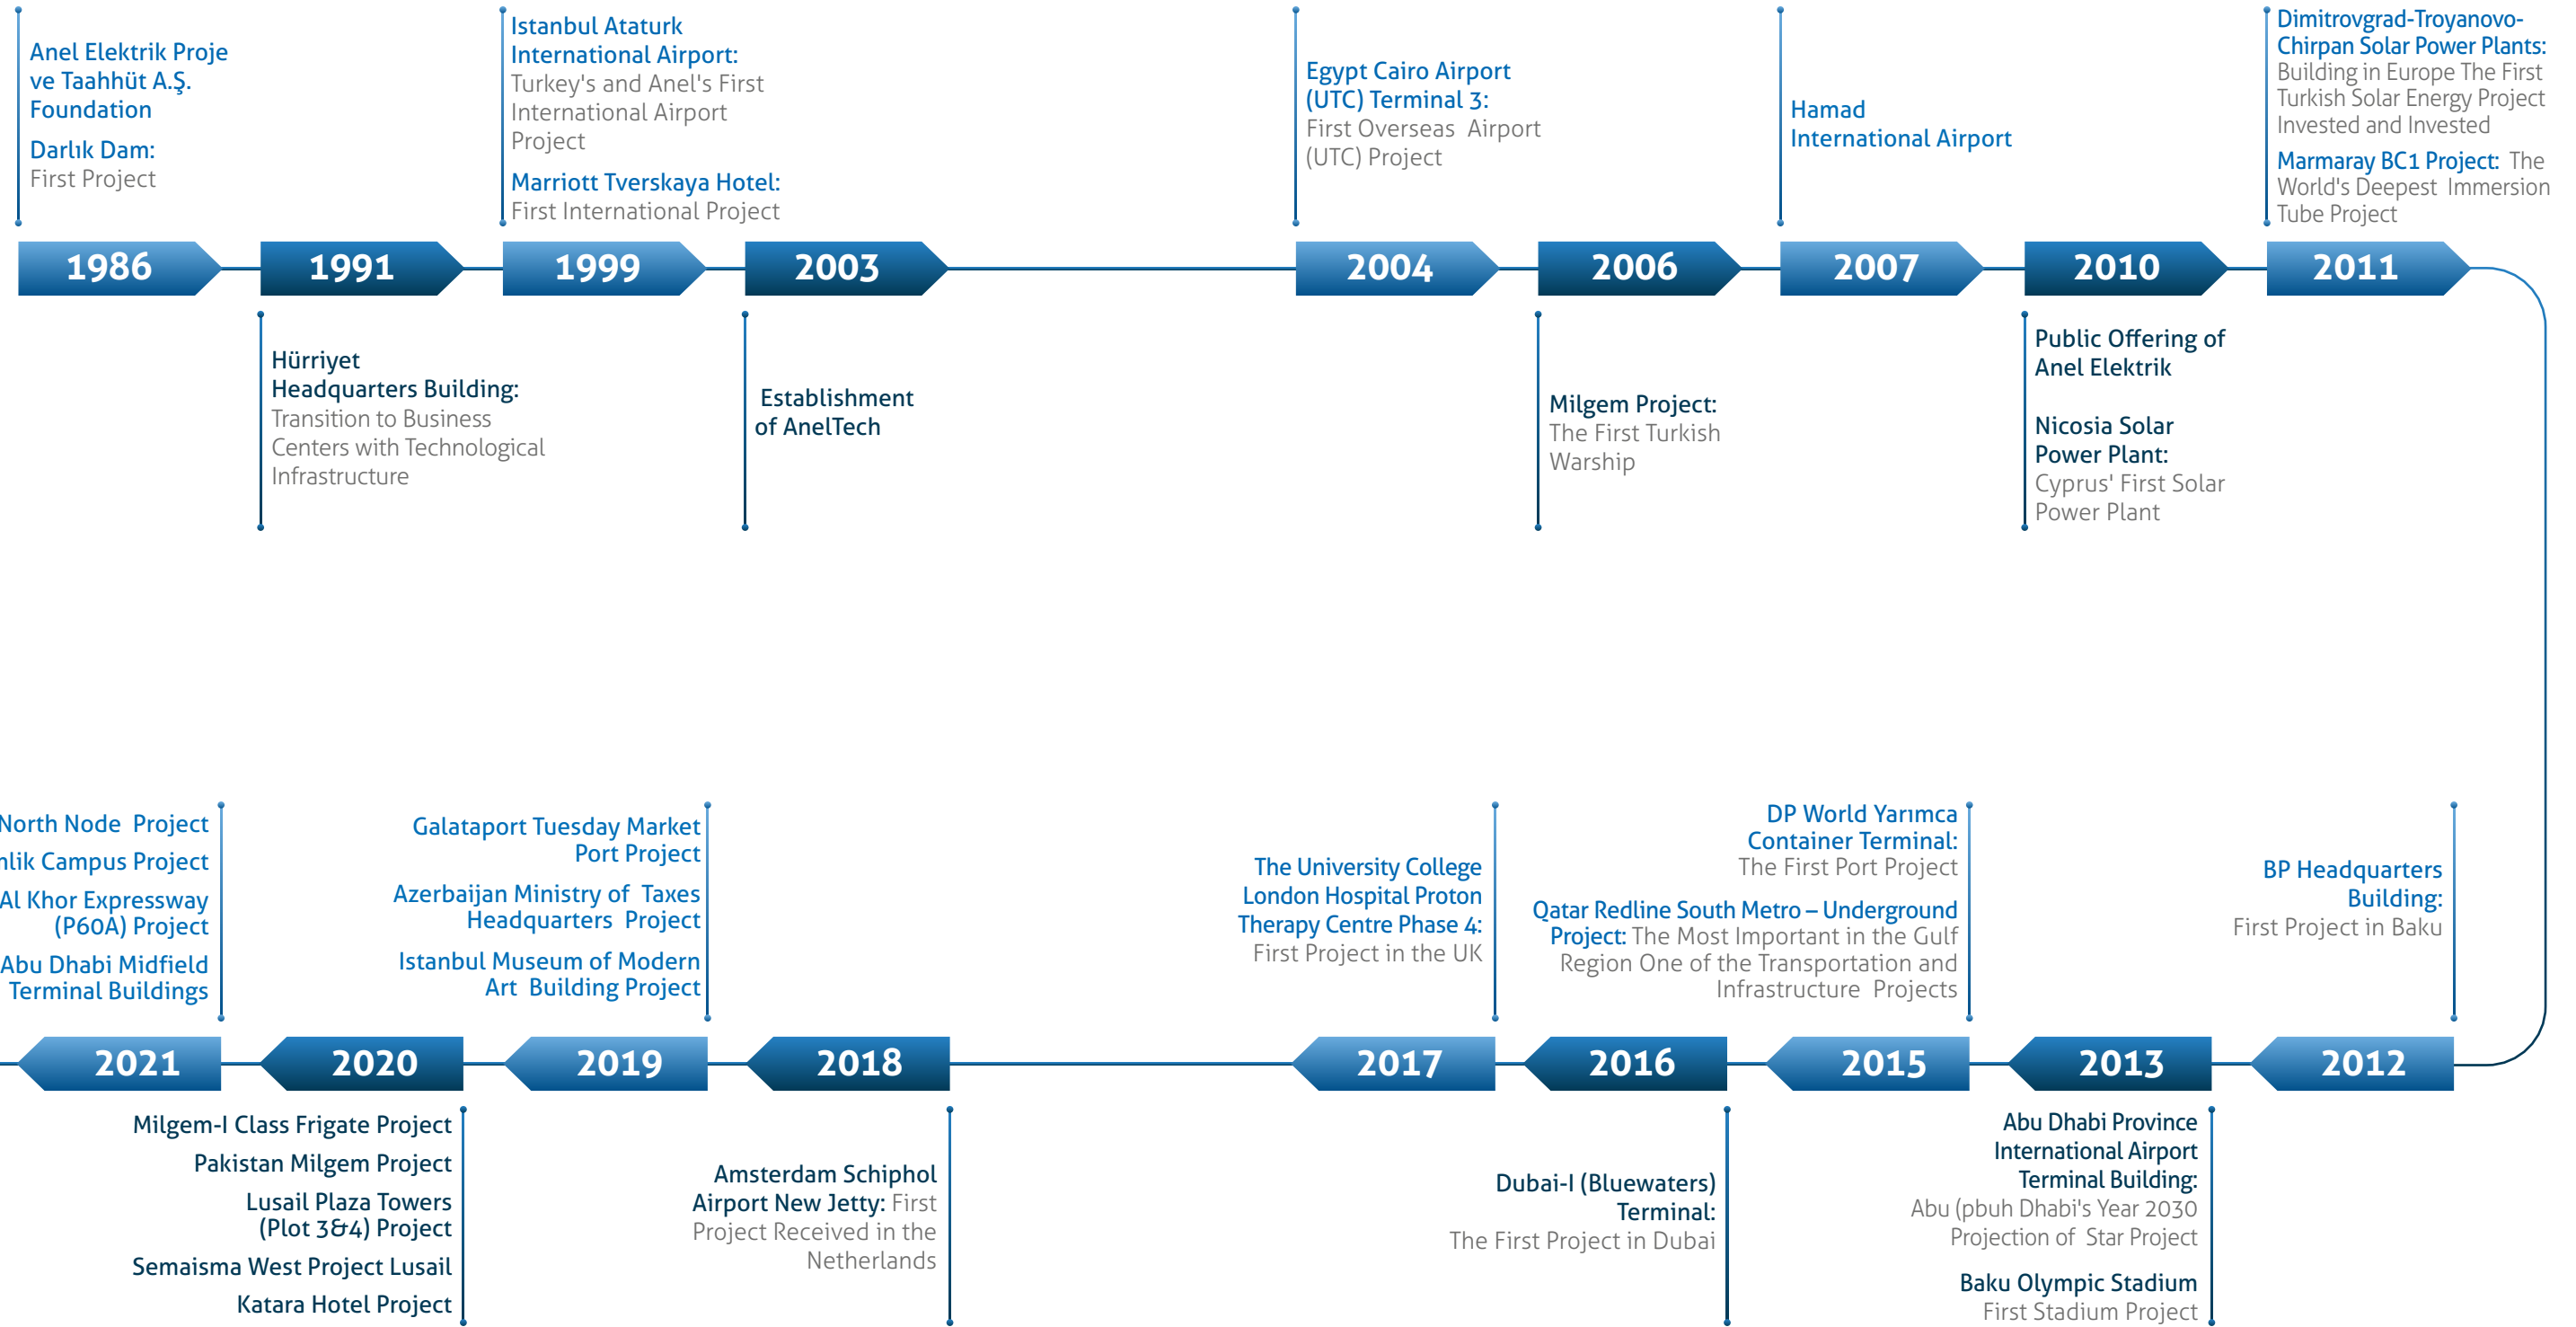 Anel Elektrik Proje
ve Taahhüt A.Ş.
Foundation
Darlık Dam:
First Project
Istanbul Ataturk
International Airport:
Turkey's and Anel's First
International Airport
Project
Marriott Tverskaya Hotel:
First International Project
Egypt Cairo Airport
(UTC) Terminal 3:
First Overseas Airport
(UTC) Project
Hamad
International Airport
Dimitrovgrad-Troyanovo-
Chirpan Solar Power Plants:
Building in Europe The First
Turkish Solar Energy Project
Invested and Invested
Marmaray BC1 Project: The
World's Deepest Immersion
Tube Project
1986
1991
1999
2003
2004
2006
2007
2010
2011
Hürriyet
Headquarters Building:
Transition to Business
Centers with Technological
Infrastructure
Establishment
of AnelTech
Milgem Project:
The First Turkish
Warship
Public Offering of
Anel Elektrik
Nicosia Solar
Power Plant:
Cyprus' First Solar
Power Plant
North Node Project
Campus Project
Al Khor Expressway
(P60A) Project
Abu Dhabi Midfield
Terminal Buildings
Galataport Tuesday Market
Port Project
Azerbaijan Ministry of Taxes
Headquarters Project
Istanbul Museum of Modern
Art Building Project
The University College
London Hospital Proton
Therapy Centre Phase 4:
First Project in the UK
DP World Yarımca
Container Terminal:
The First Port Project
Qatar Redline South Metro – Underground
Project: The Most Important in the Gulf
Region One of the Transportation and
Infrastructure Projects
BP Headquarters
Building:
First Project in Baku
2021
2020
2019
2018
2017
2016
2015
2013
2012
Milgem-I Class Frigate Project
Pakistan Milgem Project
Lusail Plaza Towers
(Plot 3&4) Project
Semaisma West Project Lusail
Katara Hotel Project
Amsterdam Schiphol
Airport New Jetty: First
Project Received in the
Netherlands
Dubai-I (Bluewaters)
Terminal:
The First Project in Dubai
Abu Dhabi Province
International Airport
Terminal Building:
Abu (pbuh Dhabi's Year 2030
Projection of Star Project
Baku Olympic Stadium
First Stadium Project